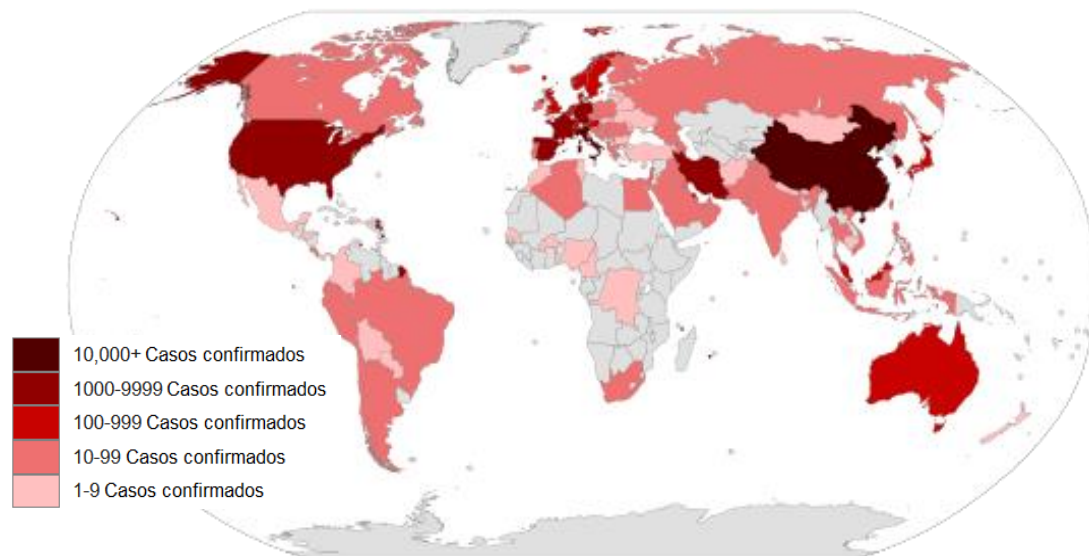 10,000+ Casos confirmados
1000-9999 Casos confirmados
100-999 Casos confirmados
10-99 Casos confirmados
1-9 Casos confirmados